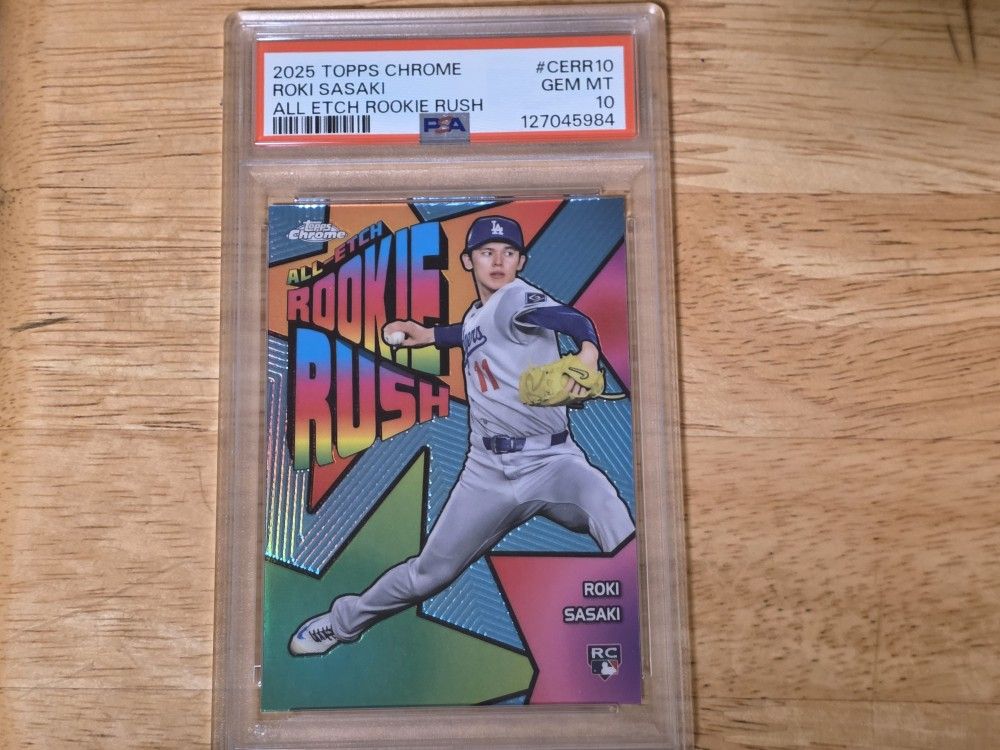 2025 TOPPS CHROME #CERR10
ROKI SASAKI GEM MT
ALL ETCH ROOKIE RUSH 10
PSA 127045984
Topps
Chrome
ALL-ETCH
ROOKIE
RUSH
LA
11
ROKI
SASAKI
RC